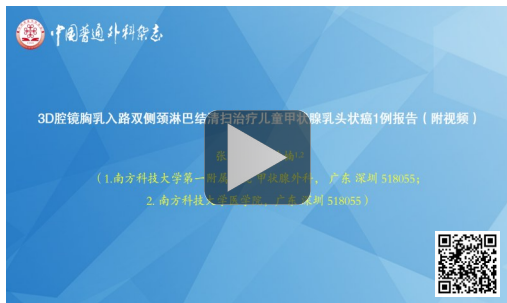 中国普通外科杂志
3D腔镜胸乳入路双侧颈淋巴结清扫治疗儿童甲状腺乳头状癌1例报告（附视频）
张
1,2
（1.南方科技大学第一附属 甲状腺外科， 广东 深圳 518055；
2. 南方科技大学医学院，广东 深圳 518055）